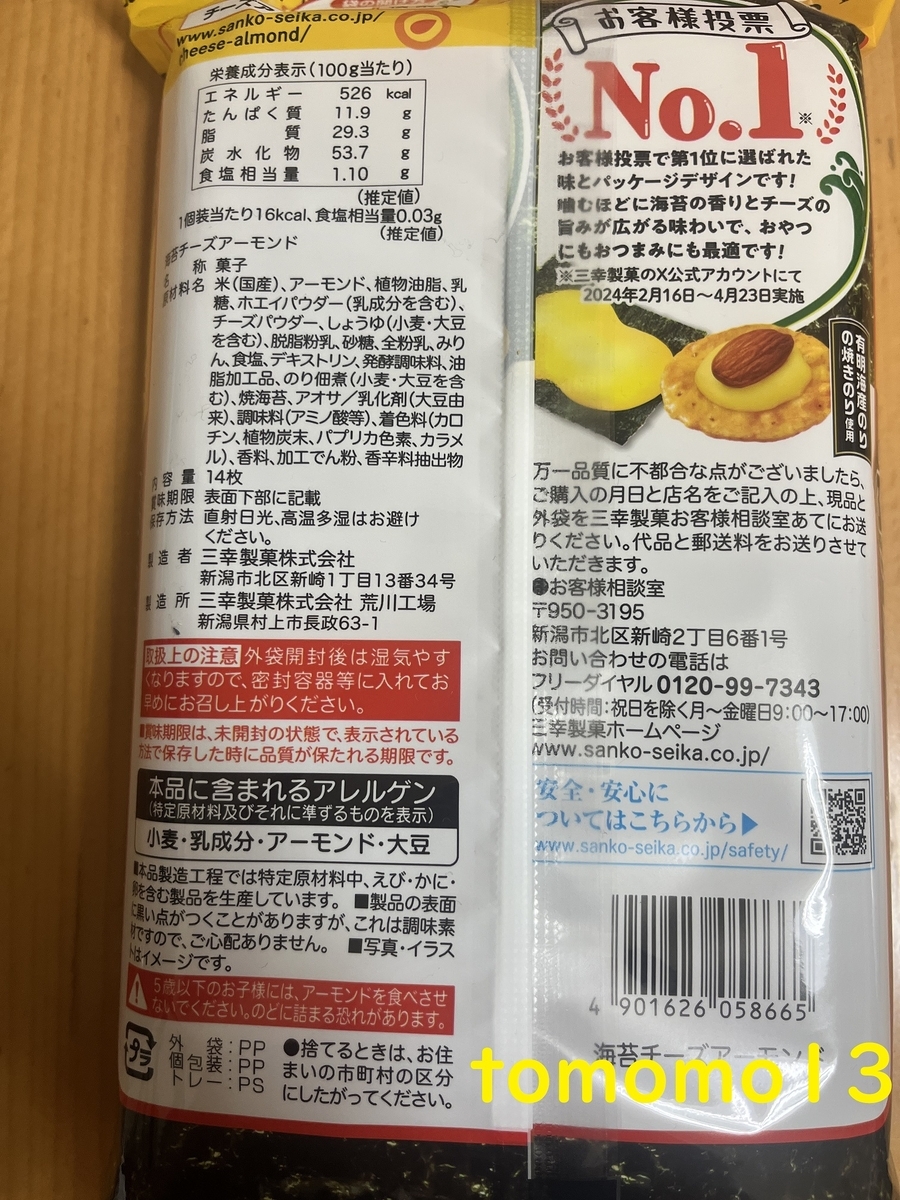 www.sanko-seika.co.jp/
cheese-almond/
栄養成分表示(100g当たり)
エネルギー 526 kcal
たんぱく質 11.9 g
脂質 29.3 g
炭水化物 53.7 g
食塩相当量 1.10 g
(推定値)
1個装当たり16kcal、食塩相当量0.03g
(推定値)
海苔チーズアーモンド
名称 菓子
原材料名 米(国産)、アーモンド、植物油脂、乳
糖、ホエイパウダー(乳成分を含む)、
チーズパウダー、しょうゆ(小麦・大豆
を含む)、脱脂粉乳、砂糖、全粉乳、みり
ん、食塩、デキストリン、発酵調味料、油
脂加工品、のり佃煮(小麦・大豆を含
む)、焼海苔、アオサ/乳化剤(大豆由
来)、調味料(アミノ酸等)、着色料(カロ
チン、植物炭末、パプリカ色素、カラメ
ル)、香料、加工でん粉、香辛料抽出物
内容量 14枚
賞味期限 表面下部に記載
保存方法 直射日光、高温多湿はお避け
ください。
製造者 三幸製菓株式会社
新潟市北区新崎1丁目13番34号
製造所 三幸製菓株式会社 荒川工場
新潟県村上市長政63-1
取扱上の注意 外袋開封後は湿気やす
くなりますので、密封容器等に入れてお
早めにお召し上がりください。
■賞味期限は、未開封の状態で、表示されている
方法で保存した時に品質が保たれる期限です。
本品に含まれるアレルゲン
(特定原材料及びそれに準ずるものを表示)
小麦・乳成分・アーモンド・大豆
■本品製造工程では特定原材料中、えび・かに・
卵を含む製品を生産しています。 ■製品の表面
に黒い点がつくことがありますが、これは調味素
材ですので、ご心配ありません。 ■写真・イラス
トはイメージです。
5歳以下のお子様には、アーモンドを食べさせ
ないでください。のどに詰まる恐れがあります。
プラ
外袋:PP
個包装:PP
トレー:PS
●捨てるときは、お住
まいの市町村の区分
にしたがってください。
お客様投票
No.1※
お客様投票で第1位に選ばれた
味とパッケージデザインです!
噛むほどに海苔の香りとチーズの
旨みが広がる味わいで、おやつ
にもおつまみにも最適です!
※三幸製菓のX公式アカウントにて
2024年2月16日〜4月23日実施
有明海産のり
の焼きのり使用
万一品質に不都合な点がございましたら、
ご購入の月日と店名をご記入の上、現品と
外袋を三幸製菓お客様相談室あてにお送
りください。代品と郵送料をお送りさせて
いただきます。
●お客様相談室
〒950-3195
新潟市北区新崎2丁目6番1号
お問い合わせの電話は
フリーダイヤル 0120-99-7343
(受付時間:祝日を除く月〜金曜日9:00〜17:00)
三幸製菓ホームページ
www.sanko-seika.co.jp/
安全・安心に
ついてはこちらから▶
www.sanko-seika.co.jp/safety/
4 901626 058665
海苔チーズアーモンド
tomomo13